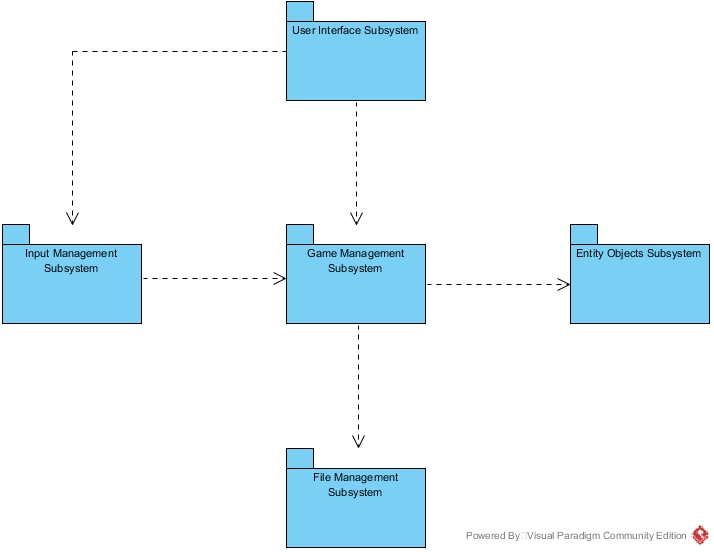 User Interface Subsystem
Input Management
Subsystem
Game Management
Subsystem
Entity Objects Subsystem
File Management
Subsystem
Powered By Visual Paradigm Community Edition